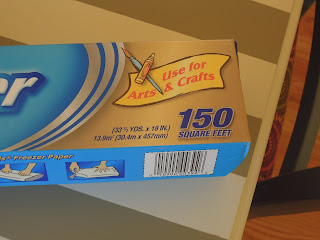 er
Use for
Arts & Crafts
(33 ⅓ YDS. x 18 IN.)
13.9m² (30.4m x 457mm)
150
SQUARE FEET
Freezer Paper